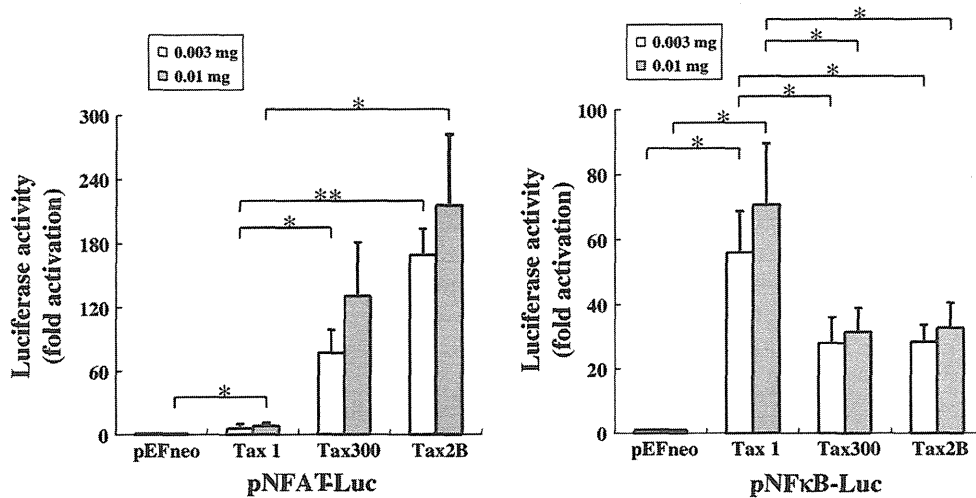 0.003 mg
0.01 mg
Luciferase activity
(fold activation)
300
240
180
120
60
0
*
**
*
*
pEFneo Tax 1 Tax300 Tax2B
pNFAT-Luc
0.003 mg
0.01 mg
Luciferase activity
(fold activation)
100
80
60
40
20
0
*
*
*
*
*
*
pEFneo Tax 1 Tax300 Tax2B
pNFκB-Luc